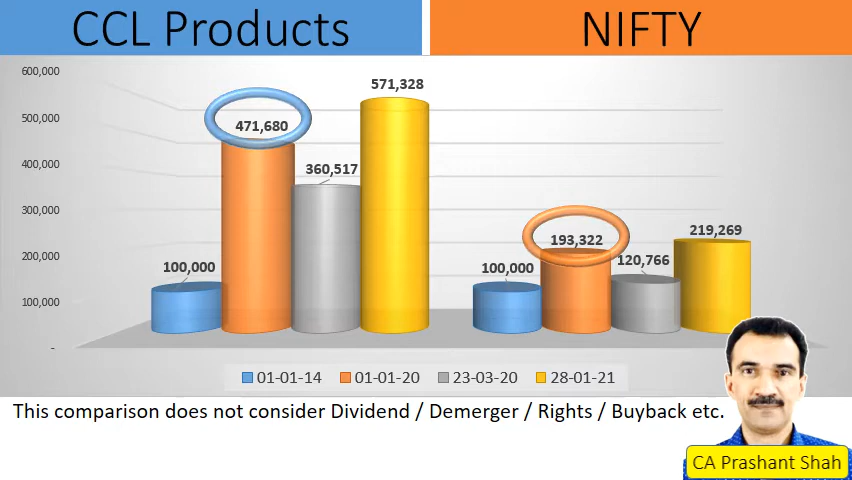 CCL Products NIFTY
600,000
500,000
400,000
300,000
200,000
100,000
-
100,000 471,680 360,517 571,328
100,000 193,322 120,766 219,269
01-01-14 01-01-20 23-03-20 28-01-21
This comparison does not consider Dividend / Demerger / Rights / Buyback etc.
CA Prashant Shah